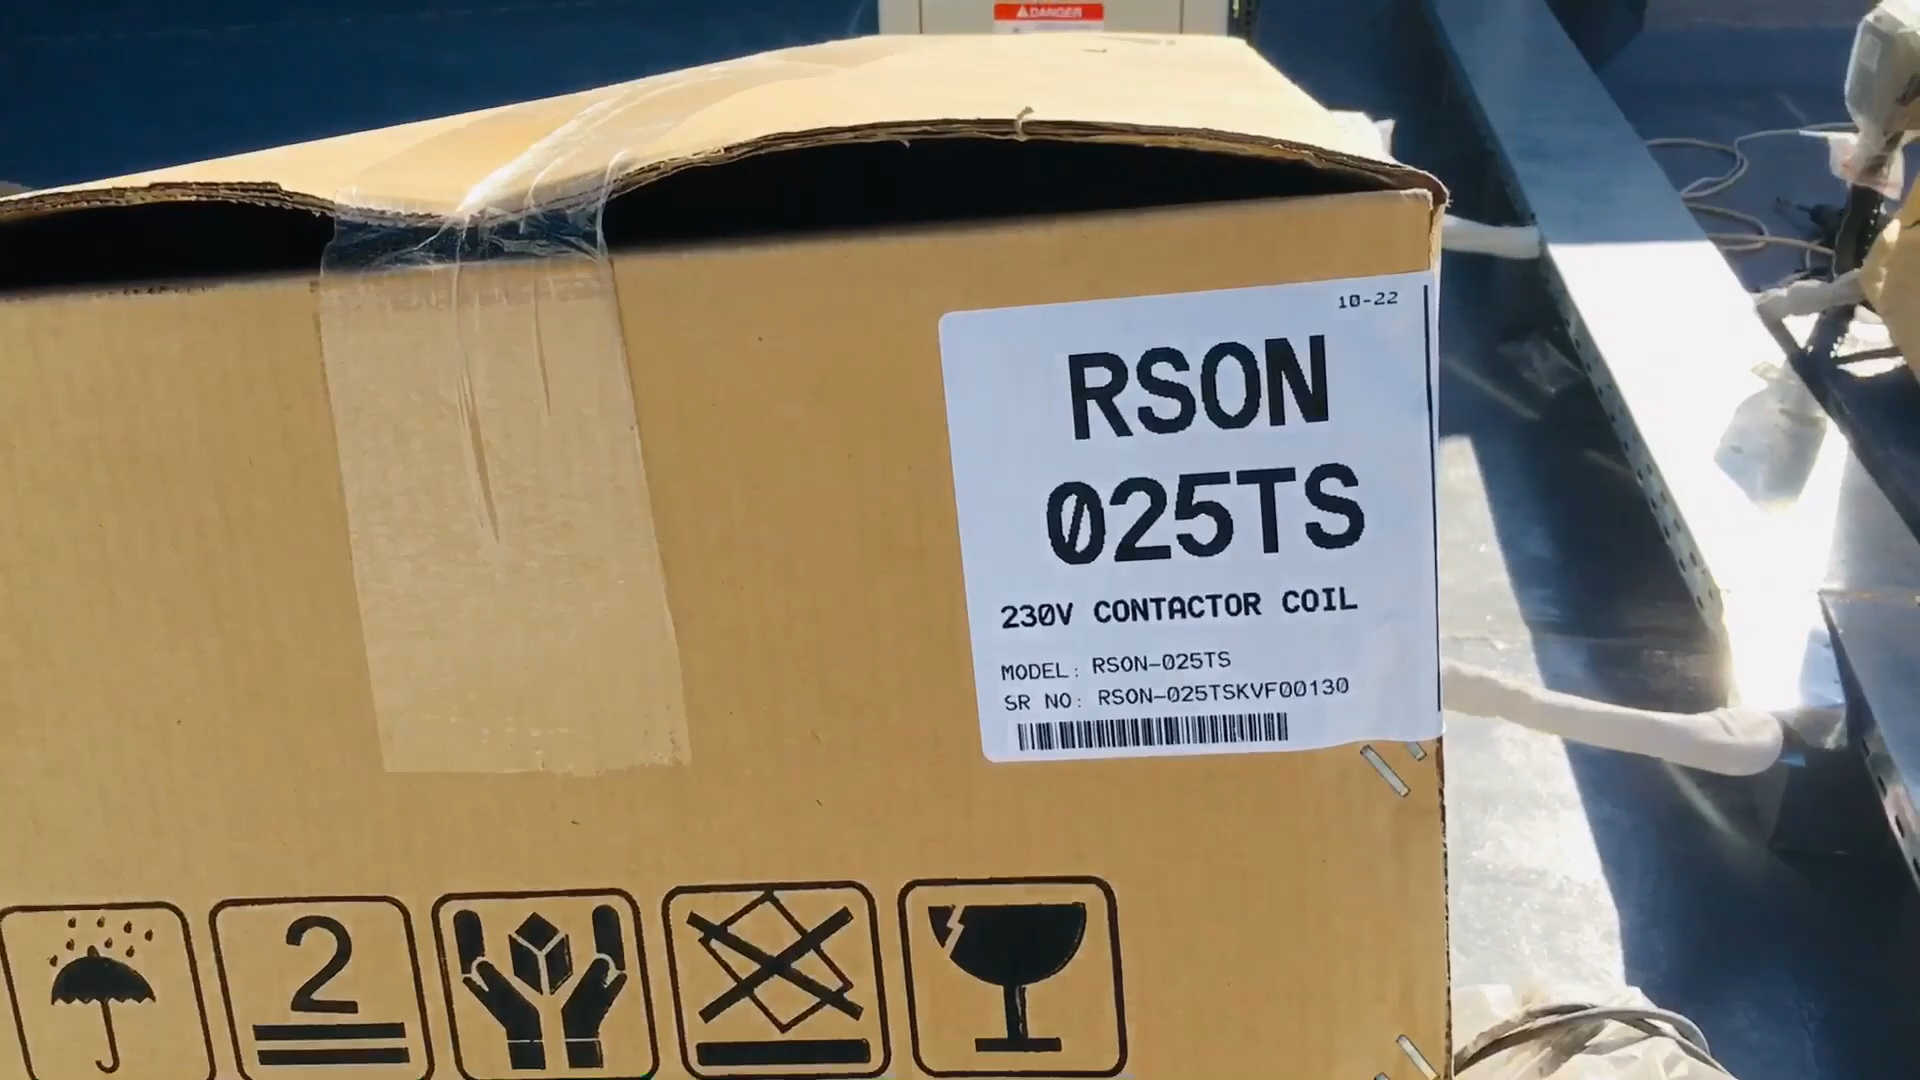 DANGER
10-22
RSON
025TS
230V CONTACTOR COIL
MODEL: RSON-025TS
SR NO: RSON-025TSKVF00130
2